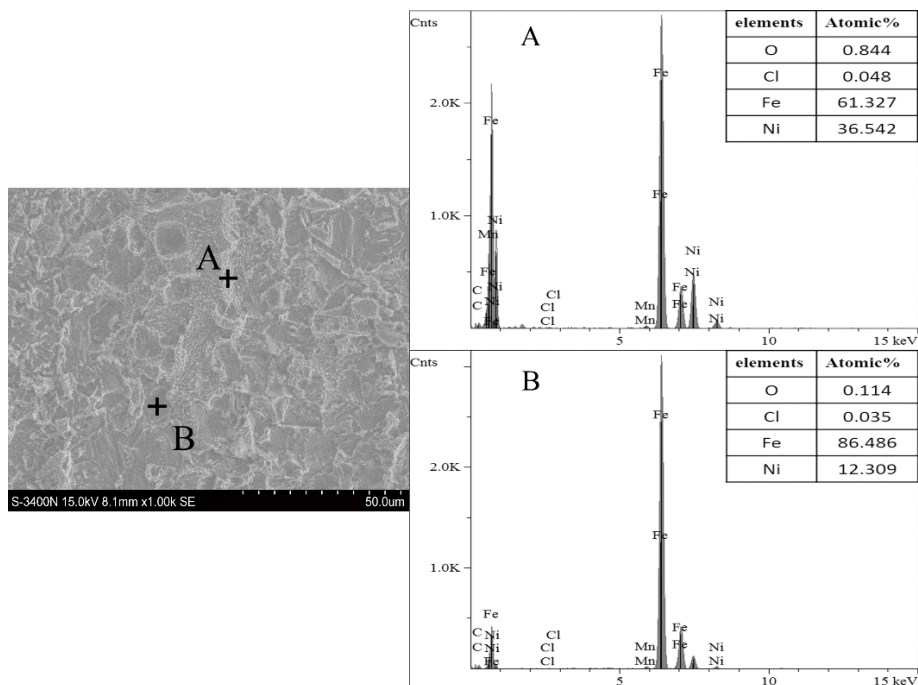 A
B
S-3400N 15.0kV 8.1mm x1.00k SE
50.0um
Cnts
A
2.0K
1.0K
Fe
Ni
Mn
Fe
C
Ni
C
Ni
Fe
Cl
Cl
Cl
Mn
Mn
Fe
Fe
Fe
Fe
Ni
Ni
Ni
Ni
5
10
15 keV
elements Atomic%
O 0.844
Cl 0.048
Fe 61.327
Ni 36.542
Cnts
B
2.0K
1.0K
Fe
C
Ni
C
Ni
Fe
Cl
Cl
Cl
Mn
Mn
Fe
Fe
Fe
Fe
Ni
Ni
5
10
15 keV
elements Atomic%
O 0.114
Cl 0.035
Fe 86.486
Ni 12.309